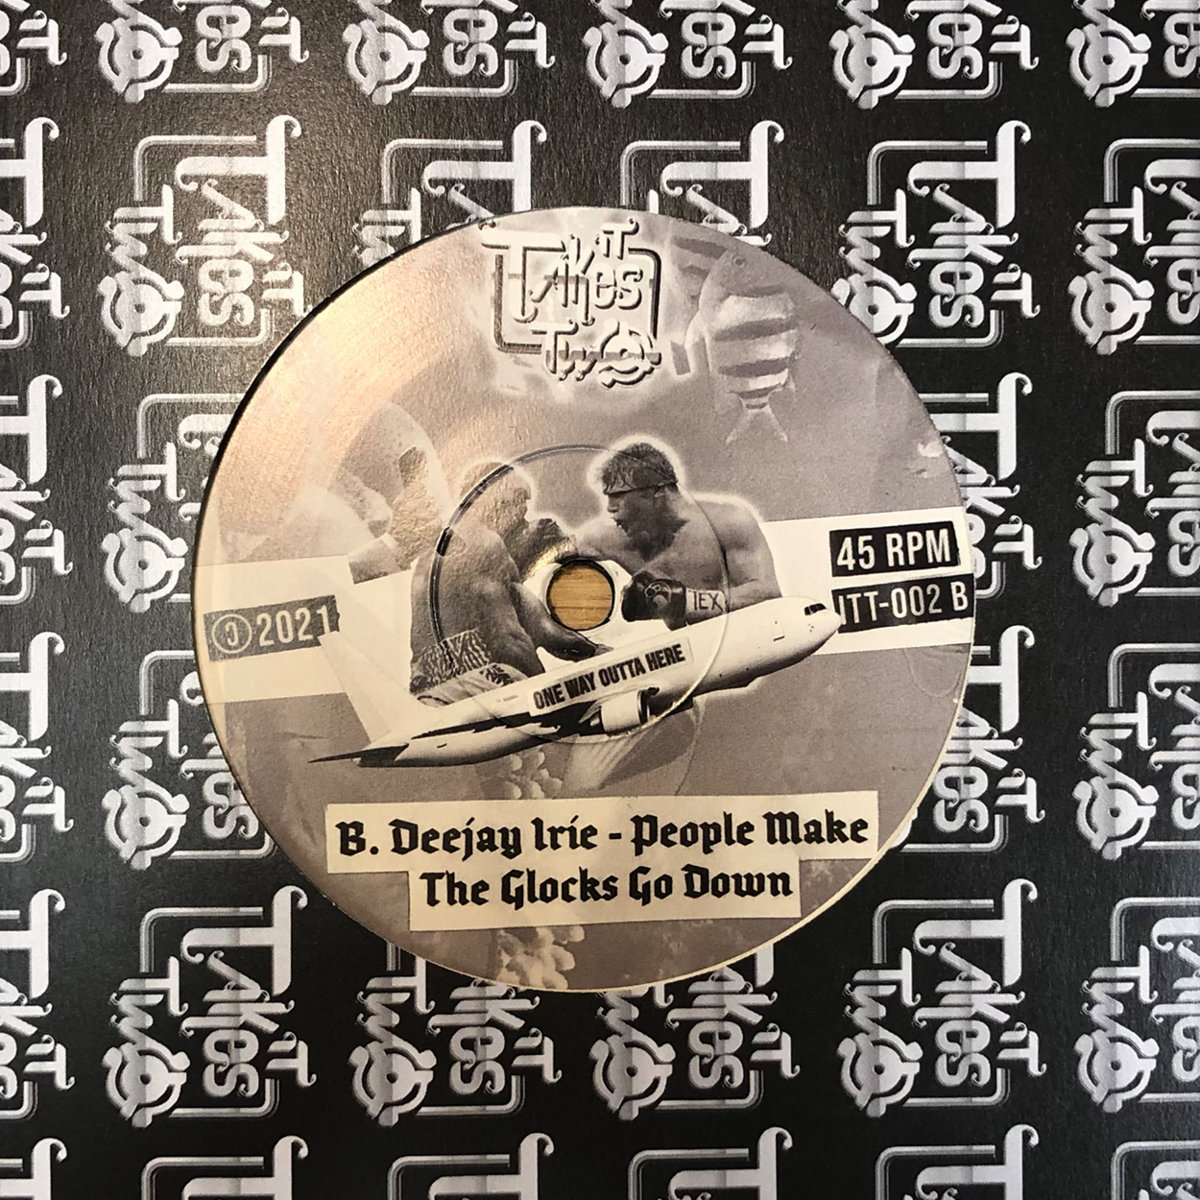 IT
TAKES
TWO
45 RPM
ITT-002 B
2021
TEX
ONE WAY OUTTA HERE
B. Deejay Irie - People Make
The Glocks Go Down